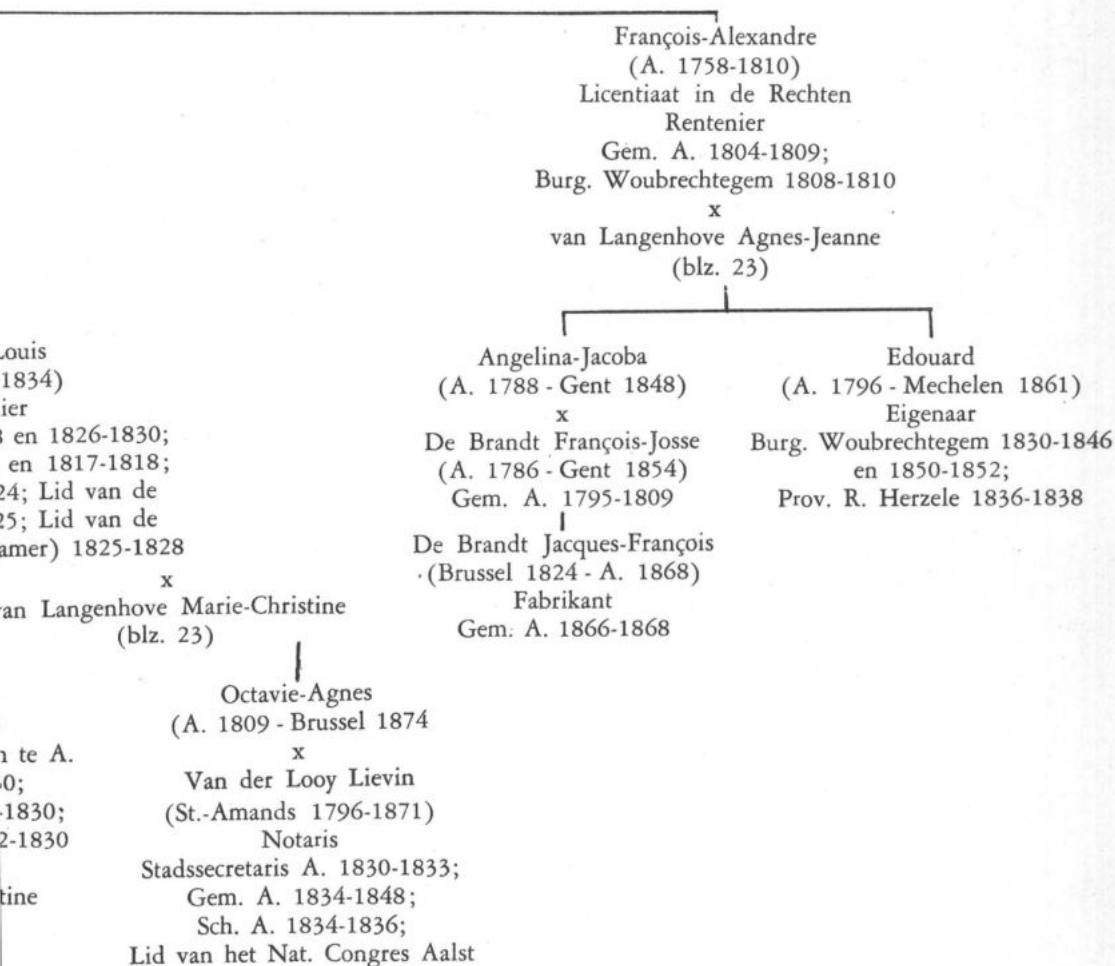 François-Alexandre
(A. 1758-1810)
Licentiaat in de Rechten
Rentenier
Gem. A. 1804-1809;
Burg. Woubrechtegem 1808-1810
x
van Langenhove Agnes-Jeanne
(blz. 23)
Angelina-Jacoba
(A. 1788 - Gent 1848)
x
De Brandt François-Josse
(A. 1786 - Gent 1854)
Gem. A. 1795-1809
De Brandt Jacques-François
(Brussel 1824 - A. 1868)
Fabrikant
Gem. A. 1866-1868
Edouard
(A. 1796 - Mechelen 1861)
Eigenaar
Burg. Woubrechtegem 1830-1846
en 1850-1852;
Prov. R. Herzele 1836-1838
Louis
1834)
ier
en 1826-1830;
en 1817-1818;
24; Lid van de
25; Lid van de
amer) 1825-1828
x
van Langenhove Marie-Christine
(blz. 23)
Octavie-Agnes
(A. 1809 - Brussel 1874
x
Van der Looy Lievin
(St.-Amands 1796-1871)
Notaris
Stadssecretaris A. 1830-1833;
Gem. A. 1834-1848;
Sch. A. 1834-1836;
Lid van het Nat. Congres Aalst
n te A.
0;
-1830;
2-1830
tine